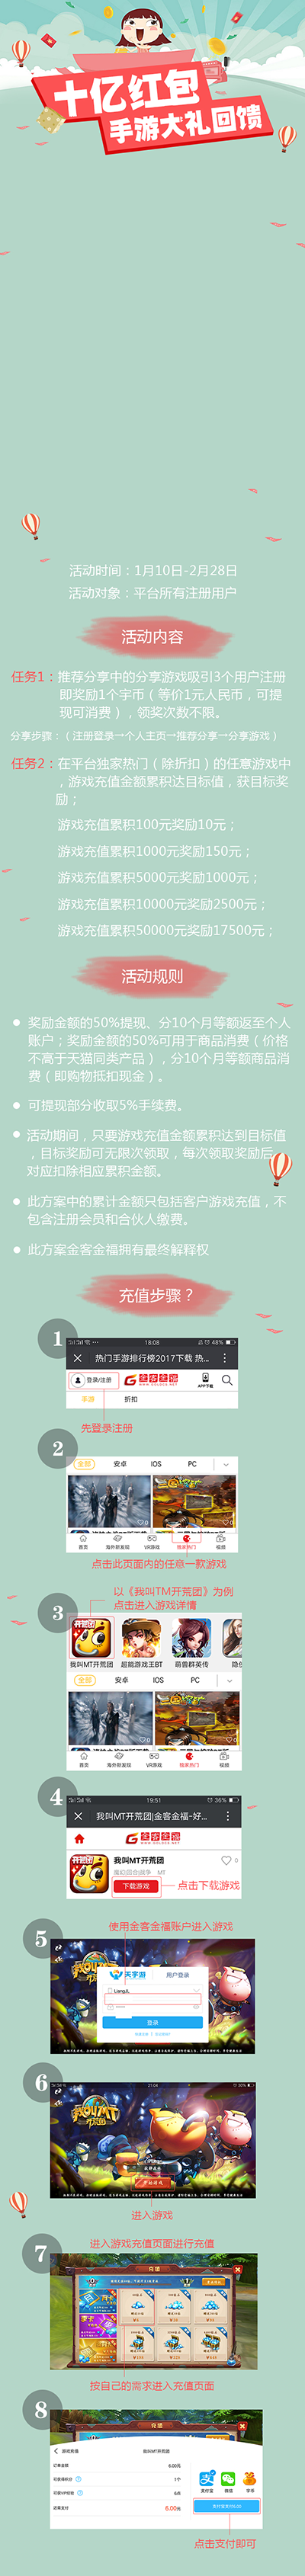 十亿红包
手游大礼回馈
活动时间：1月10日-2月28日
活动对象：平台所有注册用户
活动内容
任务1：推荐分享中的分享游戏吸引3个用户注册
即奖励1个宇币（等价1元人民币，可提
现可消费），领奖次数不限。
分享步骤：（注册登录→个人主页→推荐分享→分享游戏）
任务2：在平台独家热门（除折扣）的任意游戏中
，游戏充值金额累积达目标值，获目标奖
励；
游戏充值累积100元奖励10元；
游戏充值累积1000元奖励150元；
游戏充值累积5000元奖励1000元；
游戏充值累积10000元奖励2500元；
游戏充值累积50000元奖励17500元；
活动规则
奖励金额的50%提现、分10个月等额返至个人
账户；奖励金额的50%可用于商品消费（价格
不高于天猫同类产品），分10个月等额商品消
费（即购物抵扣现金）。
可提现部分收取5%手续费。
活动期间，只要游戏充值金额累积达到目标值
，目标奖励可无限次领取，每次领取奖励后，
对应扣除相应累积金额。
此方案中的累计金额只包括客户游戏充值，不
包含注册会员和合伙人缴费。
此方案金客金福拥有最终解释权
充值步骤？
1
18:08 48%
热门手游排行榜2017下载 热...
登录/注册
金客金福
APP下载
手游 折扣
先登录注册
2
全部 安卓 IOS PC
首页 海外新发现 VR游戏 独家热门 视频
点击此页面内的任意一款游戏
3
以《我叫TM开荒团》为例
点击进入游戏详情
我叫MT开荒团 超能游戏王BT 萌兽群英传
全部 安卓 IOS PC
首页 海外新发现 VR游戏 独家热门 视频
4
19:51 36%
我叫MT开荒团|金客金福-好...
金客金福
我叫MT开荒团
下载游戏
点击下载游戏
5
使用金客金福账户进入游戏
天宇游 用户登录
登录
6
21:04
进入游戏
7
进入游戏充值页面进行充值
充值
按自己的需求进入充值页面
8
充值
游戏充值 我叫MT开荒团
订单金额 6.00元
还需支付 6.00元
支付宝 微信 宇币
点击支付即可